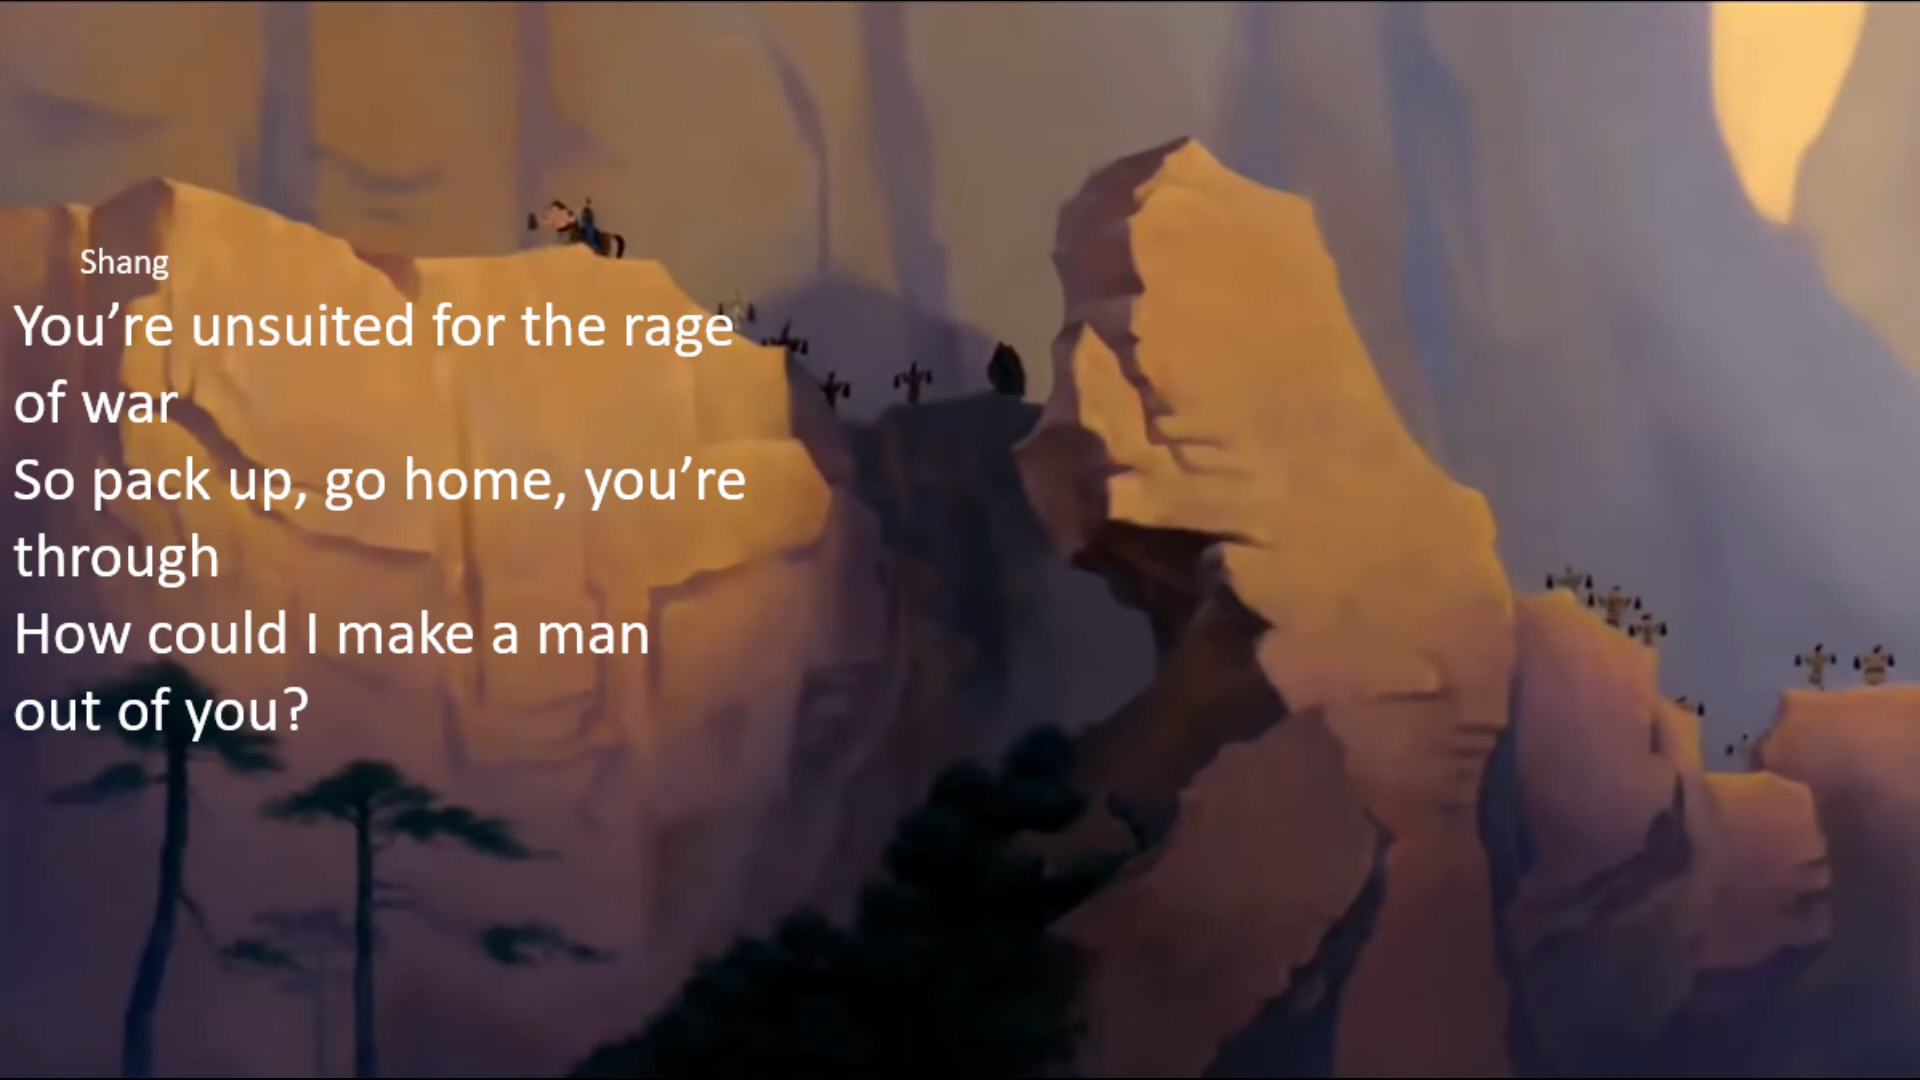 Shang
You’re unsuited for the rage
of war
So pack up, go home, you’re
through
How could I make a man
out of you?